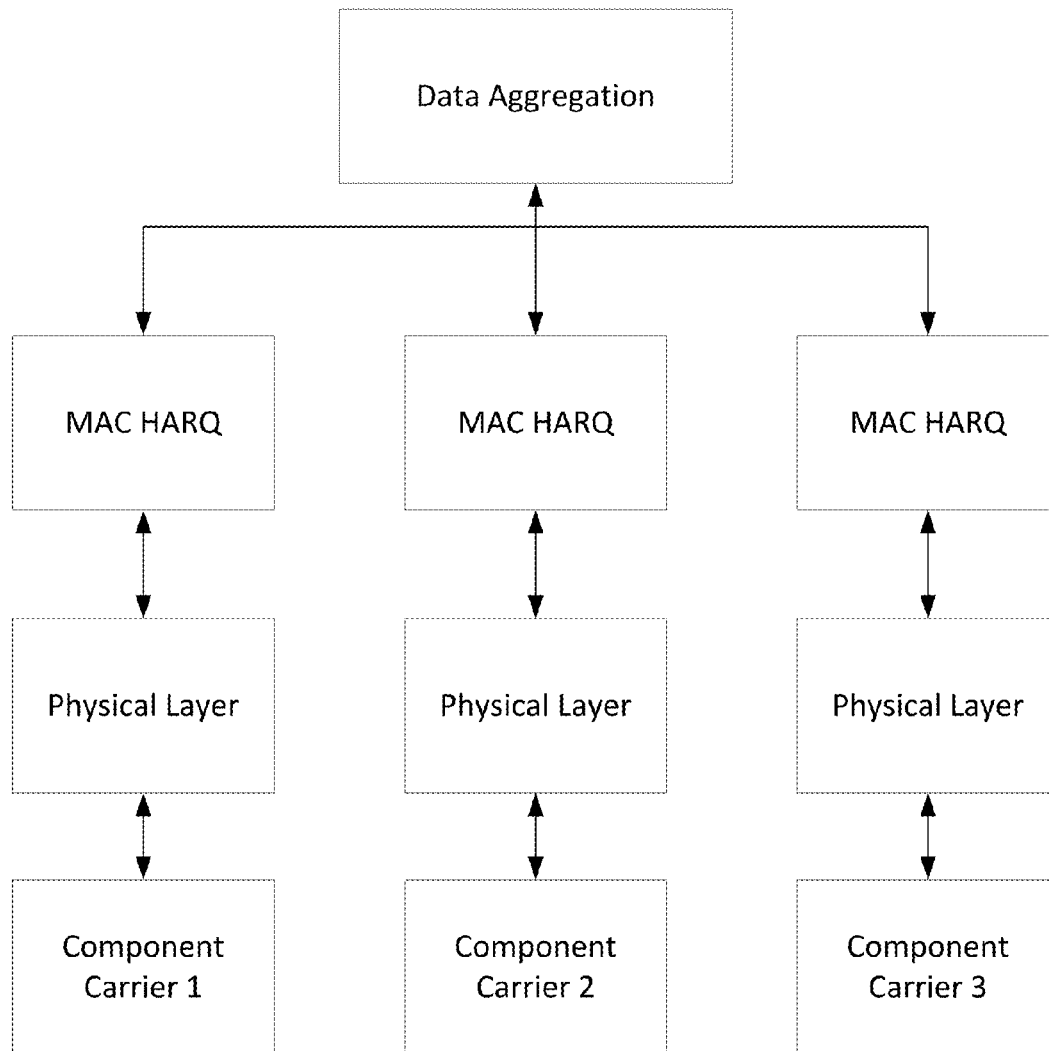 Data Aggregation
MAC HARQ
MAC HARQ
MAC HARQ
Physical Layer
Physical Layer
Physical Layer
Component
Carrier 1
Component
Carrier 2
Component
Carrier 3